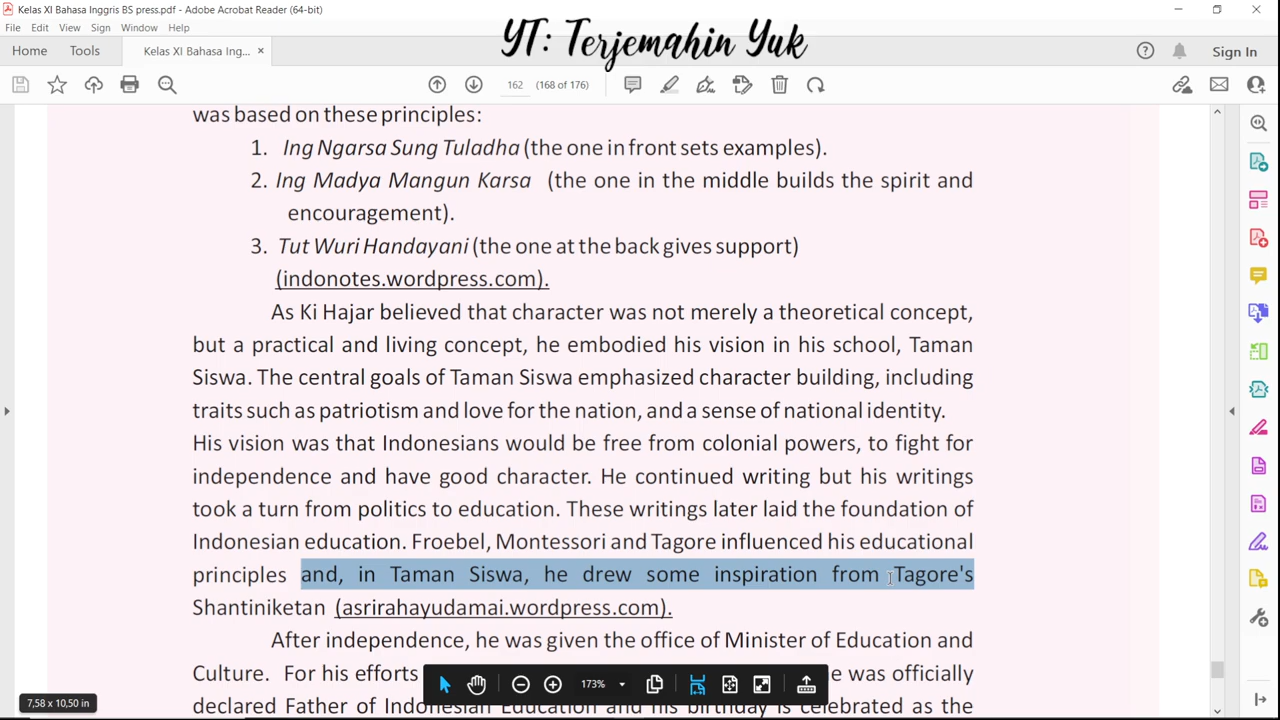 Kelas XI Bahasa Inggris BS press.pdf - Adobe Acrobat Reader (64-bit)
File Edit View Sign Window Help
YT: Terjemahin Yuk
Home Tools Kelas XI Bahasa Ing... × Sign In
162 (168 of 176)
was based on these principles:
1. Ing Ngarsa Sung Tuladha (the one in front sets examples).
2. Ing Madya Mangun Karsa (the one in the middle builds the spirit and
encouragement).
3. Tut Wuri Handayani (the one at the back gives support)
(indonotes.wordpress.com).
As Ki Hajar believed that character was not merely a theoretical concept,
but a practical and living concept, he embodied his vision in his school, Taman
Siswa. The central goals of Taman Siswa emphasized character building, including
traits such as patriotism and love for the nation, and a sense of national identity.
His vision was that Indonesians would be free from colonial powers, to fight for
independence and have good character. He continued writing but his writings
took a turn from politics to education. These writings later laid the foundation of
Indonesian education. Froebel, Montessori and Tagore influenced his educational
principles and, in Taman Siswa, he drew some inspiration from Tagore's
Shantiniketan (asrirahayudamai.wordpress.com).
After independence, he was given the office of Minister of Education and
Culture. For his efforts e was officially
173%
declared Father of Indonesian Education and his birthday is celebrated as the
7,58 x 10,50 in